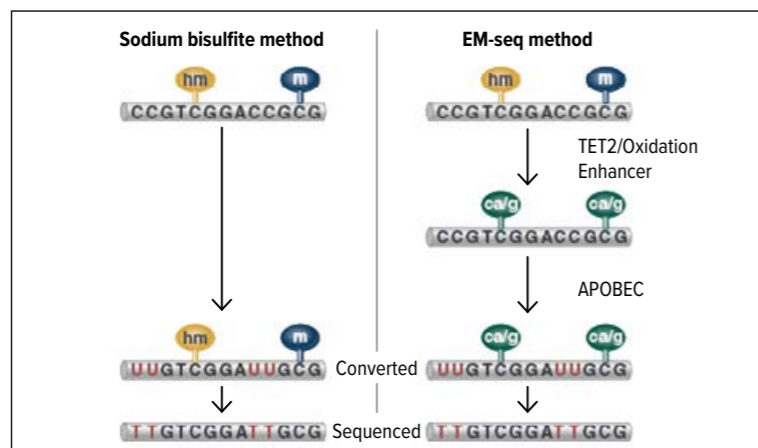 Sodium bisulfite method
hm
m
CCGTCGGACCGCG
hm
m
UUGTCGGAUUGCG
TTGTCGGATTGCG
EM-seq method
hm
m
CCGTCGGACCGCG
TET2/Oxidation
Enhancer
ca/g
ca/g
CCGTCGGACCGCG
APOBEC
ca/g
ca/g
Converted
UUGTCGGAUUGCG
Sequenced
TTGTCGGATTGCG